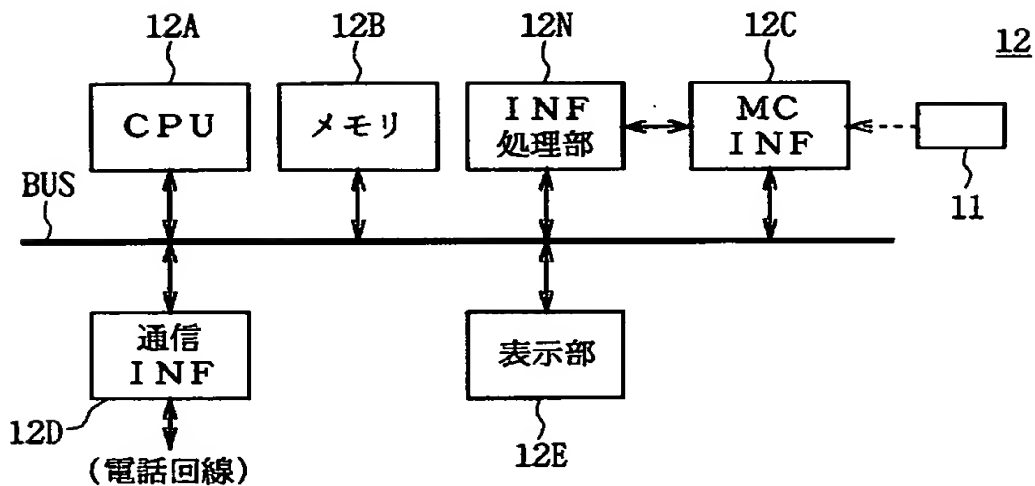 12A
12B
12N
12C
12
CPU
メモリ
INF
処理部
MC
INF
BUS
11
通信
INF
表示部
12D
12E
(電話回線)